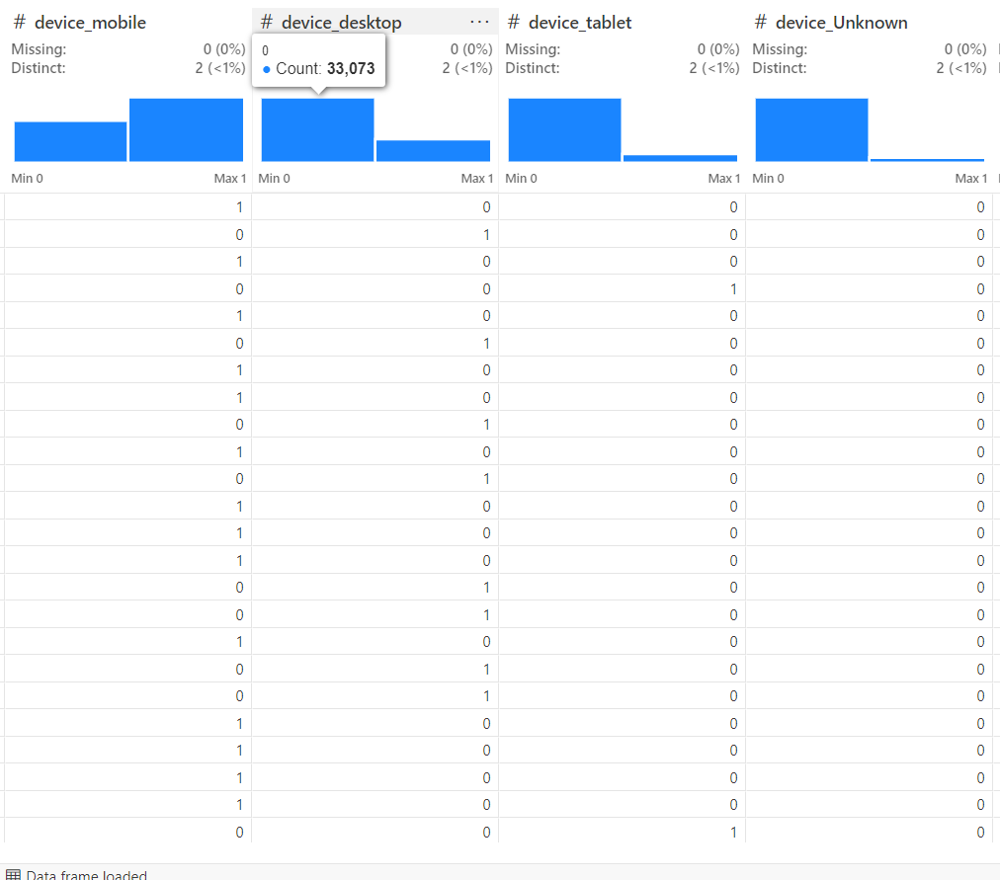 # device_mobile # device_desktop ... # device_tablet # device_Unknown
Missing: 0 (0%) 0 0 (0%) Missing: 0 (0%) Missing: 0 (0%)
Distinct: 2 (<1%) Count: 33,073 2 (<1%) Distinct: 2 (<1%) Distinct: 2 (<1%)
Min 0 Max 1 Min 0 Max 1 Min 0 Max 1 Min 0 Max 1
1 0 0 0
0 1 0 0
1 0 0 0
0 0 1 0
1 0 0 0
0 1 0 0
1 0 0 0
1 0 0 0
0 1 0 0
1 0 0 0
0 1 0 0
1 0 0 0
1 0 0 0
1 0 0 0
0 1 0 0
0 1 0 0
1 0 0 0
0 1 0 0
0 1 0 0
1 0 0 0
1 0 0 0
1 0 0 0
1 0 0 0
0 0 1 0
Data frame loaded